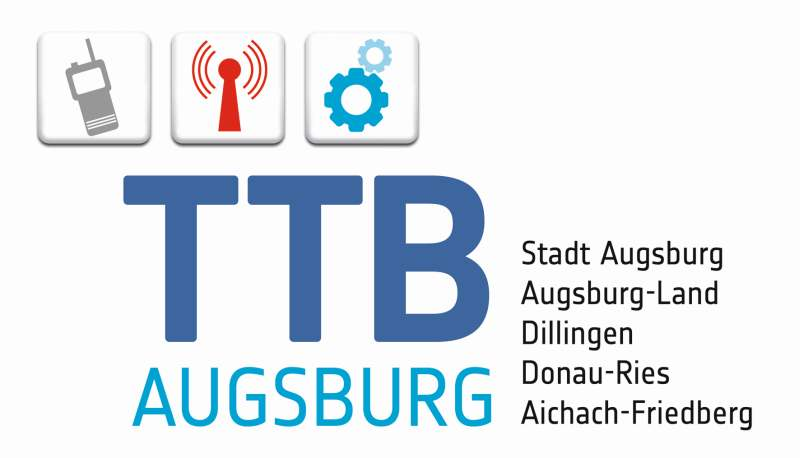 TTB
AUGSBURG
Stadt Augsburg
Augsburg-Land
Dillingen
Donau-Ries
Aichach-Friedberg